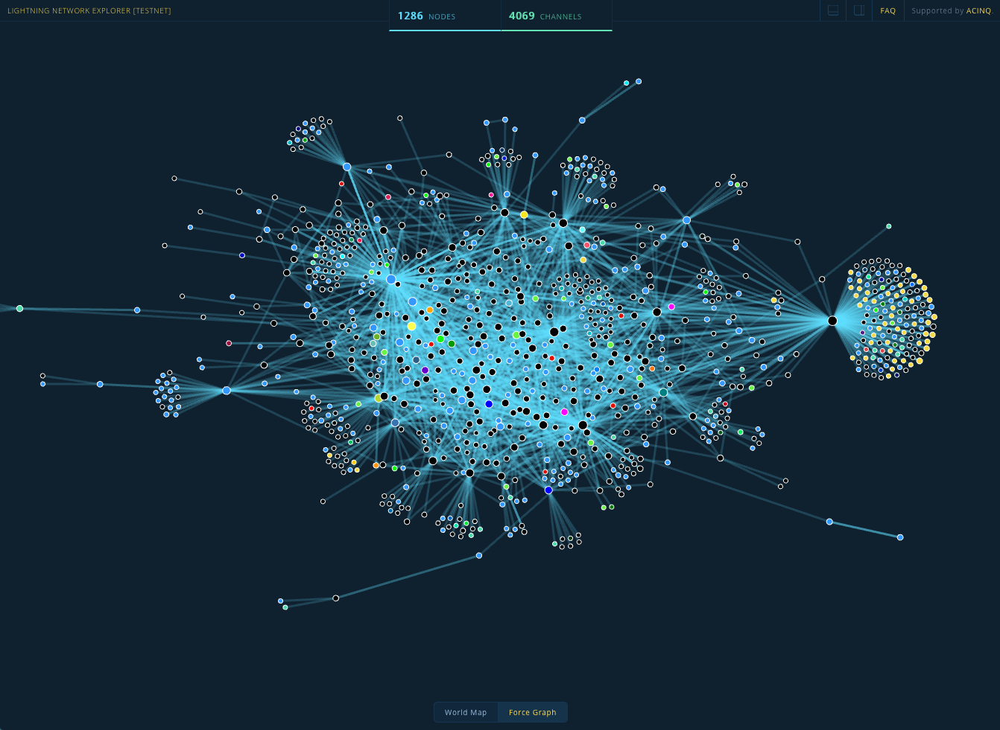 LIGHTNING NETWORK EXPLORER [TESTNET]
1286 NODES
4069 CHANNELS
FAQ
Supported by ACINQ.
World Map
Force Graph